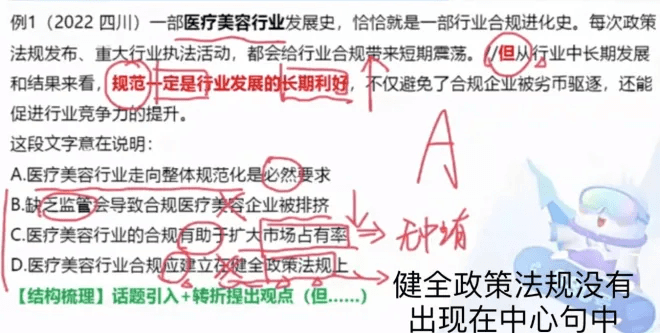 例1（2022 四川）一部医疗美容行业发展史，恰恰就是一部行业合规进化史。每次政策
法规发布、重大行业执法活动，都会给行业合规带来短期震荡。//但从行业中长期发展
和结果来看，规范一定是行业发展的长期利好，不仅避免了合规企业被劣币驱逐，还能
促进行业竞争力的提升。
这段文字意在说明：
A.医疗美容行业走向整体规范化是必然要求
B.缺乏监管会导致合规医疗美容企业被排挤
C.医疗美容行业的合规有助于扩大市场占有率
D.医疗美容行业合规应建立在健全政策法规上
【结构梳理】话题引入+转折提出观点（但……）
A
无中生有
健全政策法规没有
出现在中心句中